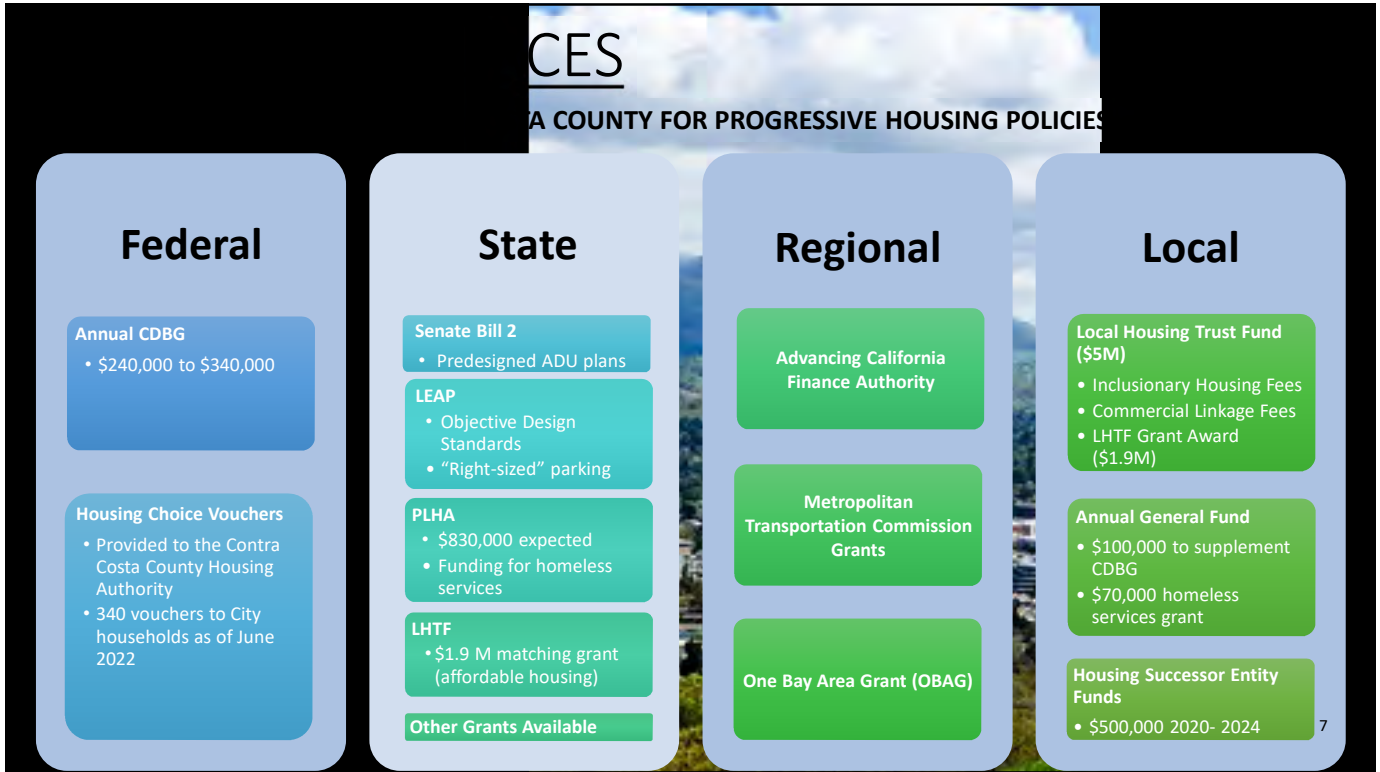 CES
TA COUNTY FOR PROGRESSIVE HOUSING POLICIES
Federal
Annual CDBG
• $240,000 to $340,000
Housing Choice Vouchers
• Provided to the Contra
Costa County Housing
Authority
• 340 vouchers to City
households as of June
2022
State
Senate Bill 2
• Predesigned ADU plans
LEAP
• Objective Design
Standards
• “Right-sized” parking
PLHA
• $830,000 expected
• Funding for homeless
services
LHTF
• $1.9 M matching grant
(affordable housing)
Other Grants Available
Regional
Advancing California
Finance Authority
Metropolitan
Transportation Commission
Grants
One Bay Area Grant (OBAG)
Local
Local Housing Trust Fund
($5M)
• Inclusionary Housing Fees
• Commercial Linkage Fees
• LHTF Grant Award
($1.9M)
Annual General Fund
• $100,000 to supplement
CDBG
• $70,000 homeless
services grant
Housing Successor Entity
Funds
• $500,000 2020- 2024
7